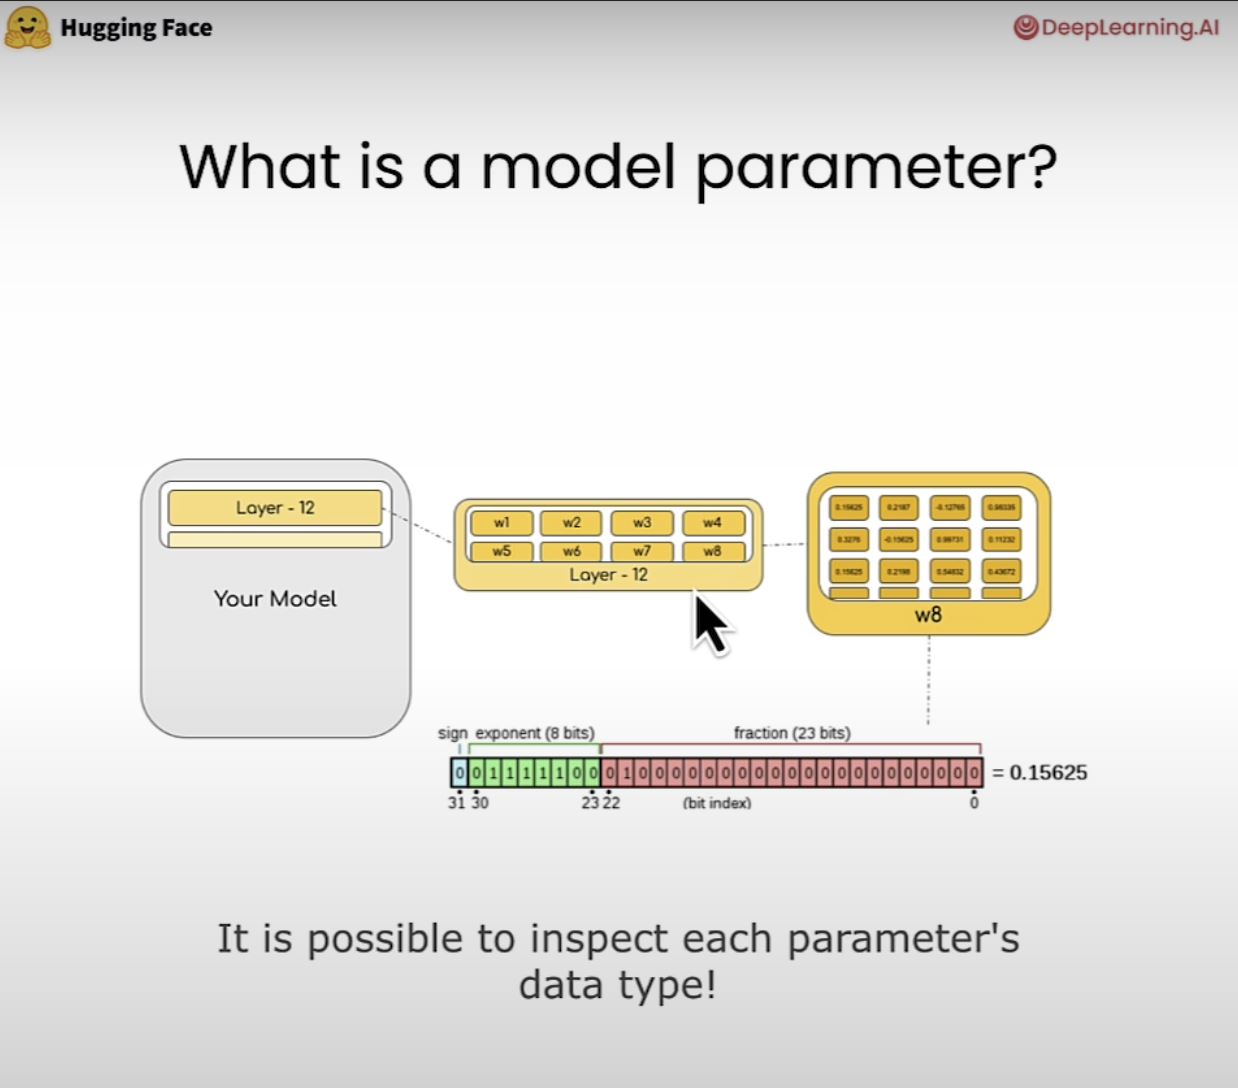 Hugging Face
DeepLearning.AI
What is a model parameter?
Layer - 12
Your Model
w1 w2 w3 w4
w5 w6 w7 w8
Layer - 12
0.15625 0.2187 -0.12765 0.98335
0.3276 -0.15625 0.99731 0.11232
0.15625 0.2198 0.54832 0.43672
w8
sign exponent (8 bits) fraction (23 bits)
0 0 1 1 1 1 1 0 0 0 1 0 0 0 0 0 0 0 0 0 0 0 0 0 0 0 0 0 0 0 0 0 = 0.15625
31 30 23 22 (bit index) 0
It is possible to inspect each parameter's
data type!